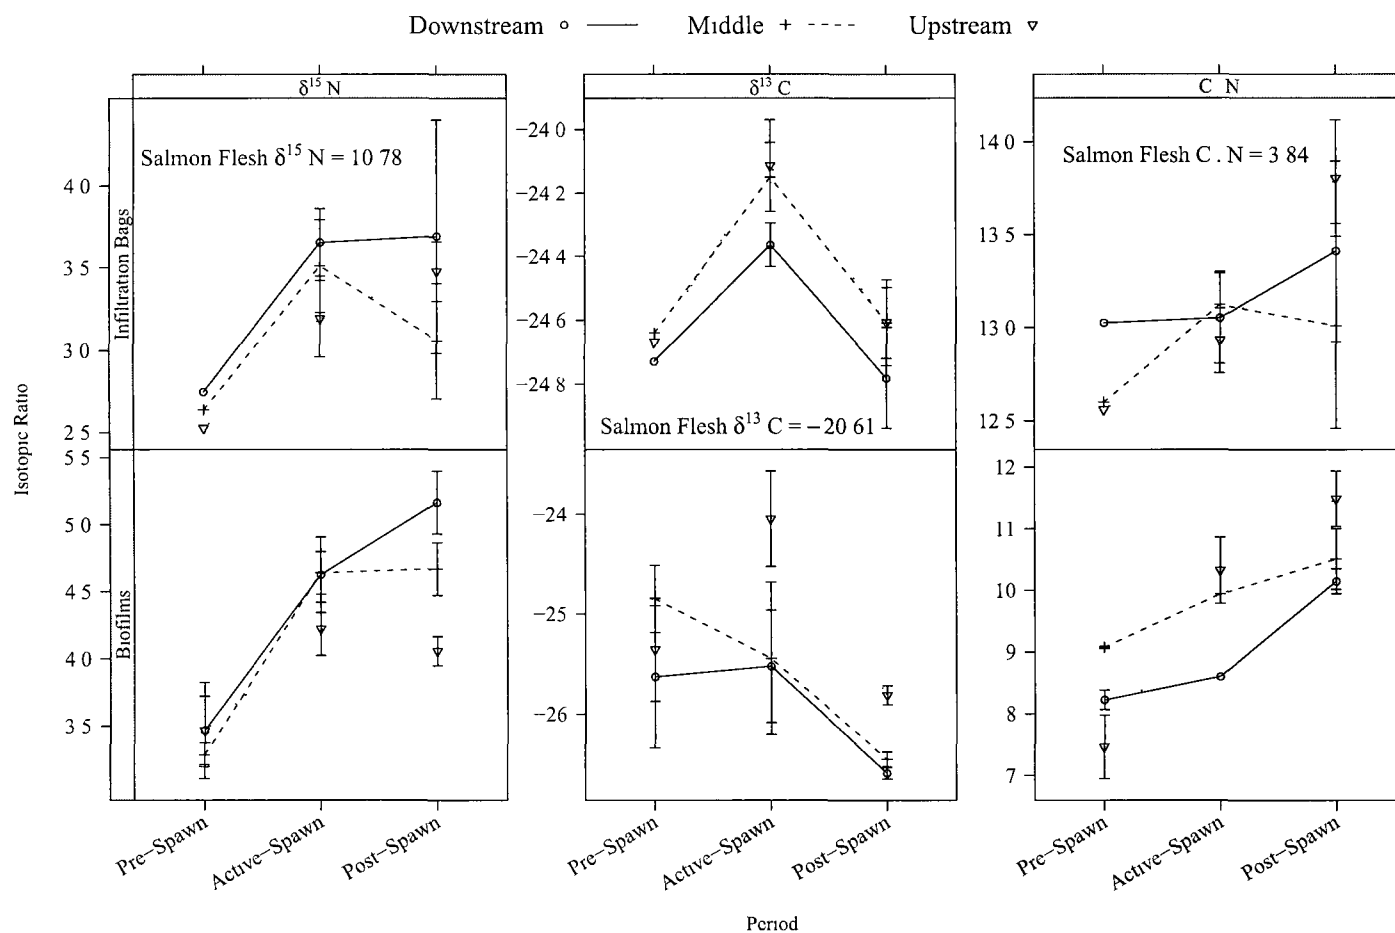 Downstream Middle Upstream
δ15 N δ13 C C N
Salmon Flesh δ15 N = 10 78
Salmon Flesh C . N = 3 84
Salmon Flesh δ13 C = −20 61
Infiltration Bags
4 0
3 5
3 0
2 5
−24 0
−24 2
−24 4
−24 6
−24 8
14 0
13 5
13 0
12 5
Isotopic Ratio
Biofilms
5 5
5 0
4 5
4 0
3 5
−24
−25
−26
12
11
10
9
8
7
Pre−Spawn Active−Spawn Post−Spawn
Pre−Spawn Active−Spawn Post−Spawn
Pre−Spawn Active−Spawn Post−Spawn
Period